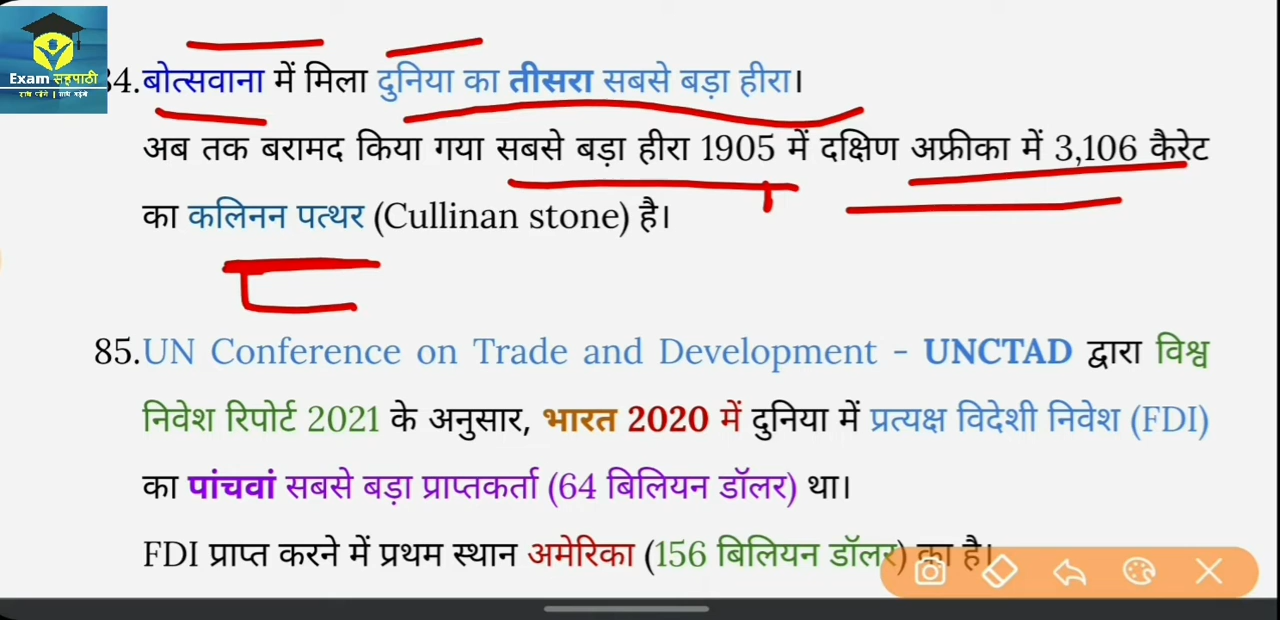 Exam सहपाठी
साथ पढ़ेंगे | साथ बढ़ेंगे
84.बोत्सवाना में मिला दुनिया का तीसरा सबसे बड़ा हीरा।
अब तक बरामद किया गया सबसे बड़ा हीरा 1905 में दक्षिण अफ्रीका में 3,106 कैरेट
का कलिनन पत्थर (Cullinan stone) है।
85.UN Conference on Trade and Development - UNCTAD द्वारा विश्व
निवेश रिपोर्ट 2021 के अनुसार, भारत 2020 में दुनिया में प्रत्यक्ष विदेशी निवेश (FDI)
का पांचवां सबसे बड़ा प्राप्तकर्ता (64 बिलियन डॉलर) था।
FDI प्राप्त करने में प्रथम स्थान अमेरिका (156 बिलियन डॉलर) का है।